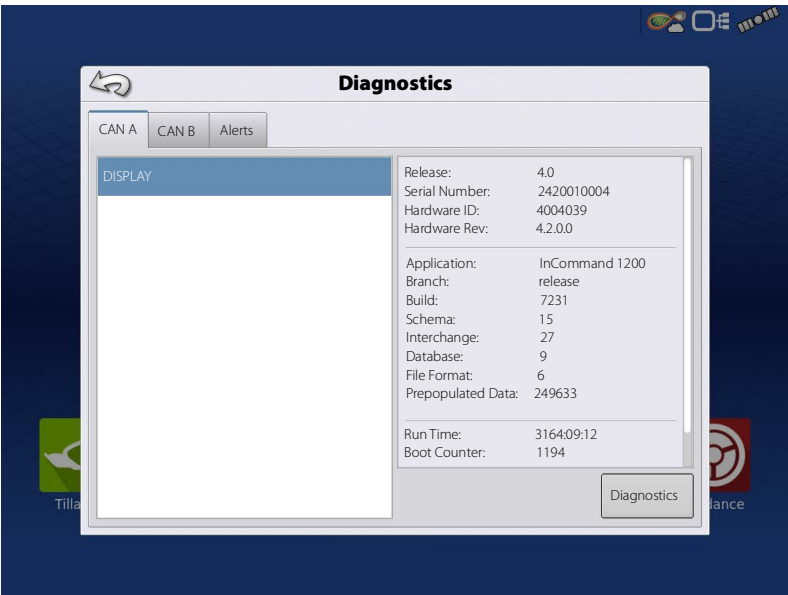 Diagnostics
CAN A CAN B Alerts
DISPLAY
Release: 4.0
Serial Number: 2420010004
Hardware ID: 4004039
Hardware Rev: 4.2.0.0
Application: InCommand 1200
Branch: release
Build: 7231
Schema: 15
Interchange: 27
Database: 9
File Format: 6
Prepopulated Data: 249633
Run Time: 3164:09:12
Boot Counter: 1194
Diagnostics
Tilla
dance